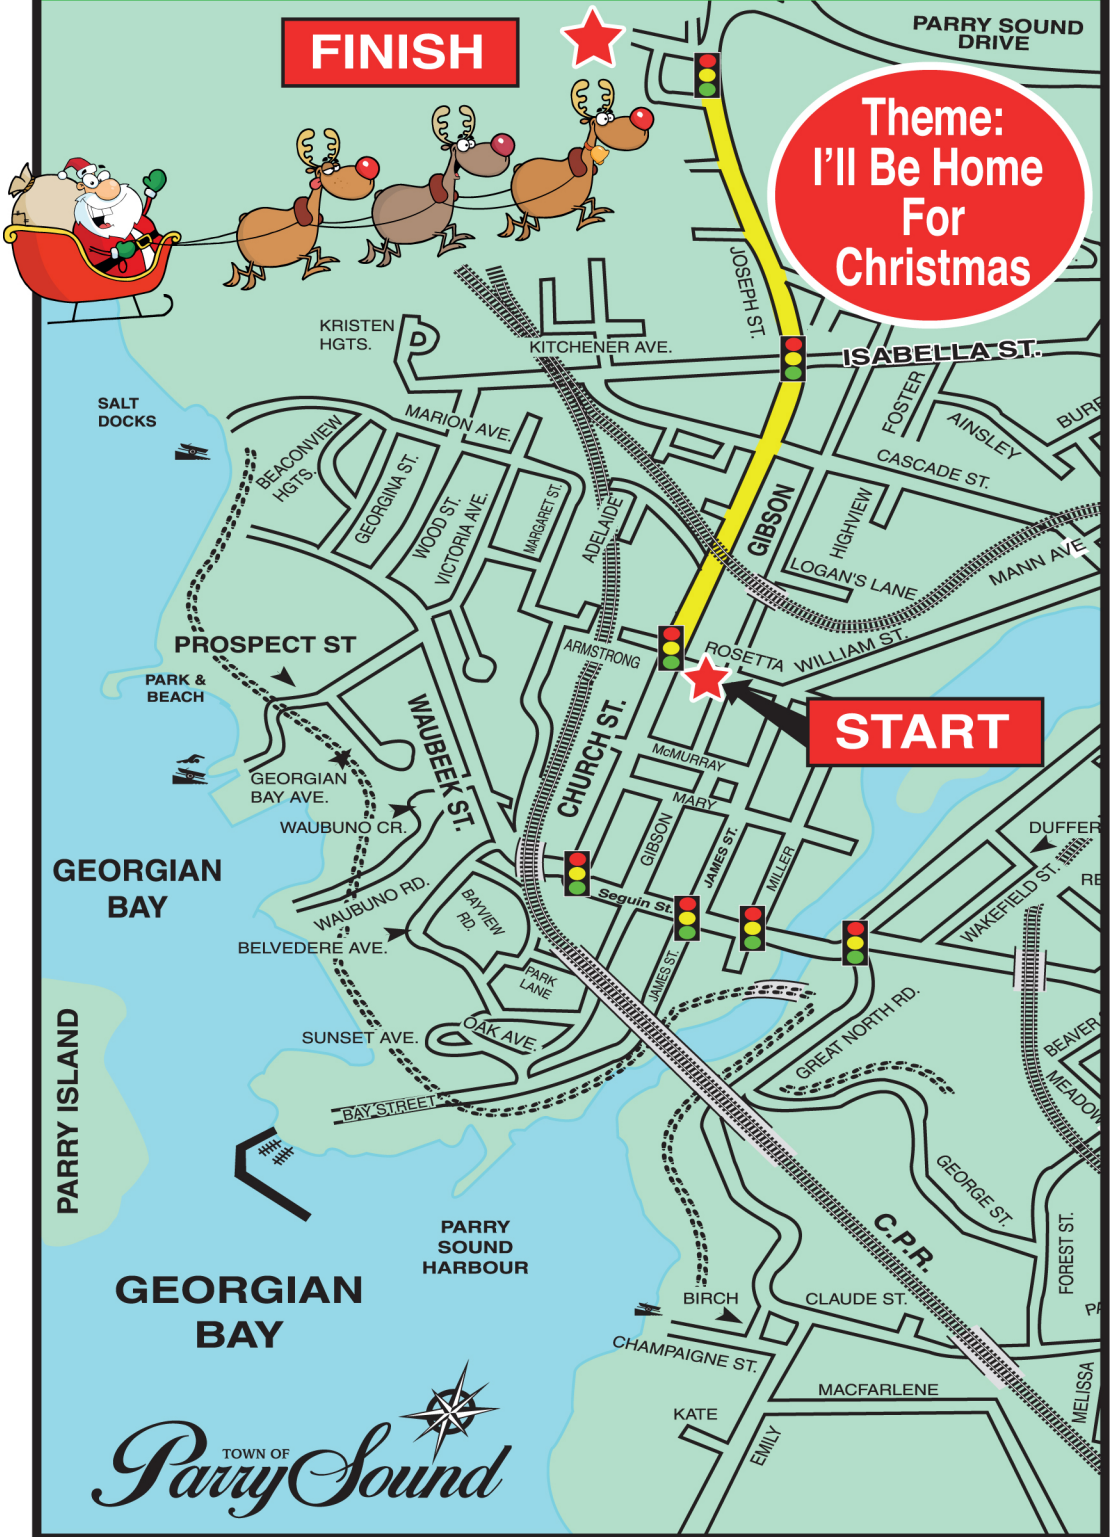 FINISH
PARRY SOUND
DRIVE
Theme:
I'll Be Home
For
Christmas
JOSEPH ST.
KRISTEN
HGTS.
KITCHENER AVE.
ISABELLA ST.
SALT
DOCKS
MARION AVE.
FOSTER
AINSLEY
BEACONVIEW
HGTS.
GEORGINA ST.
WOOD ST.
VICTORIA AVE.
MARGARET ST.
ADELAIDE
GIBSON
CASCADE ST.
HIGHVIEW
LOGAN'S LANE
MANN AVE
PROSPECT ST
ARMSTRONG
ROSETTA
WILLIAM ST.
PARK &
BEACH
START
WAUBEEK ST.
CHURCH ST.
McMURRAY
MARY
GEORGIAN
BAY AVE.
WAUBUNO CR.
GIBSON
JAMES ST.
MILLER
DUFFER
GEORGIAN
BAY
WAUBUNO RD.
BAYVIEW
RD.
Seguin St.
WAKEFIELD ST.
RE
BELVEDERE AVE.
PARK
LANE
JAMES ST.
SUNSET AVE.
OAK AVE.
GREAT NORTH RD.
BEAVER
MEADOW
BAY STREET
PARRY ISLAND
GEORGE ST.
C.P.R.
FOREST ST.
PARRY
SOUND
HARBOUR
GEORGIAN
BAY
BIRCH
CLAUDE ST.
PA
CHAMPAIGNE ST.
MACFARLENE
MELISSA
KATE
EMILY
TOWN OF
Parry Sound